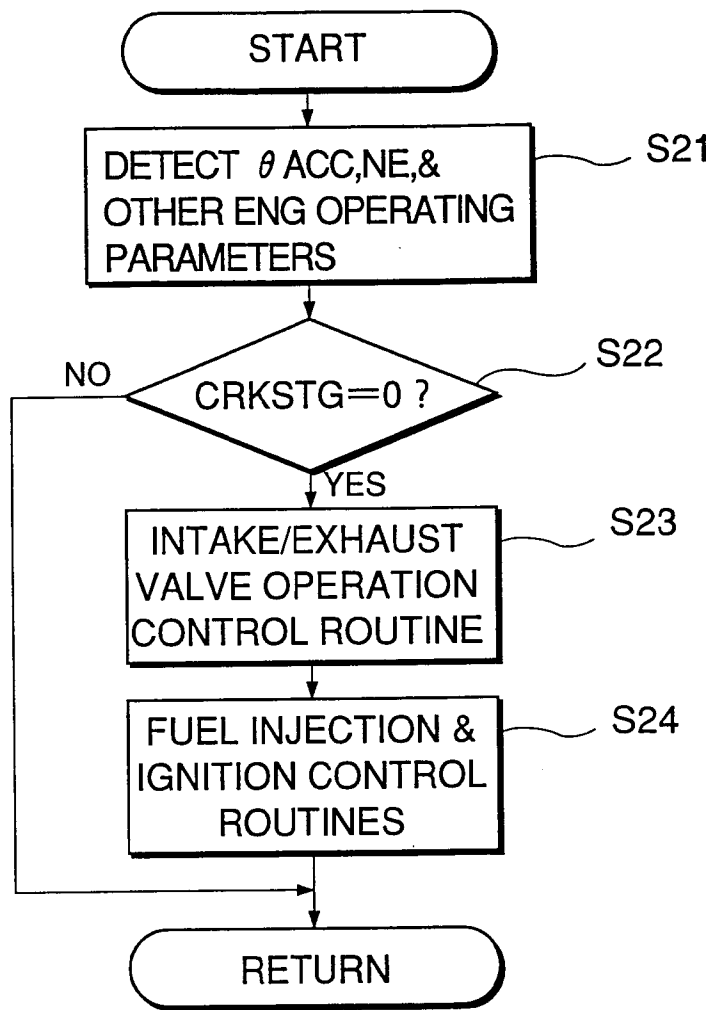 START
DETECT θ ACC,NE,&
OTHER ENG OPERATING
PARAMETERS
S21
CRKSTG=0 ?
S22
NO
YES
INTAKE/EXHAUST
VALVE OPERATION
CONTROL ROUTINE
S23
FUEL INJECTION &
IGNITION CONTROL
ROUTINES
S24
RETURN